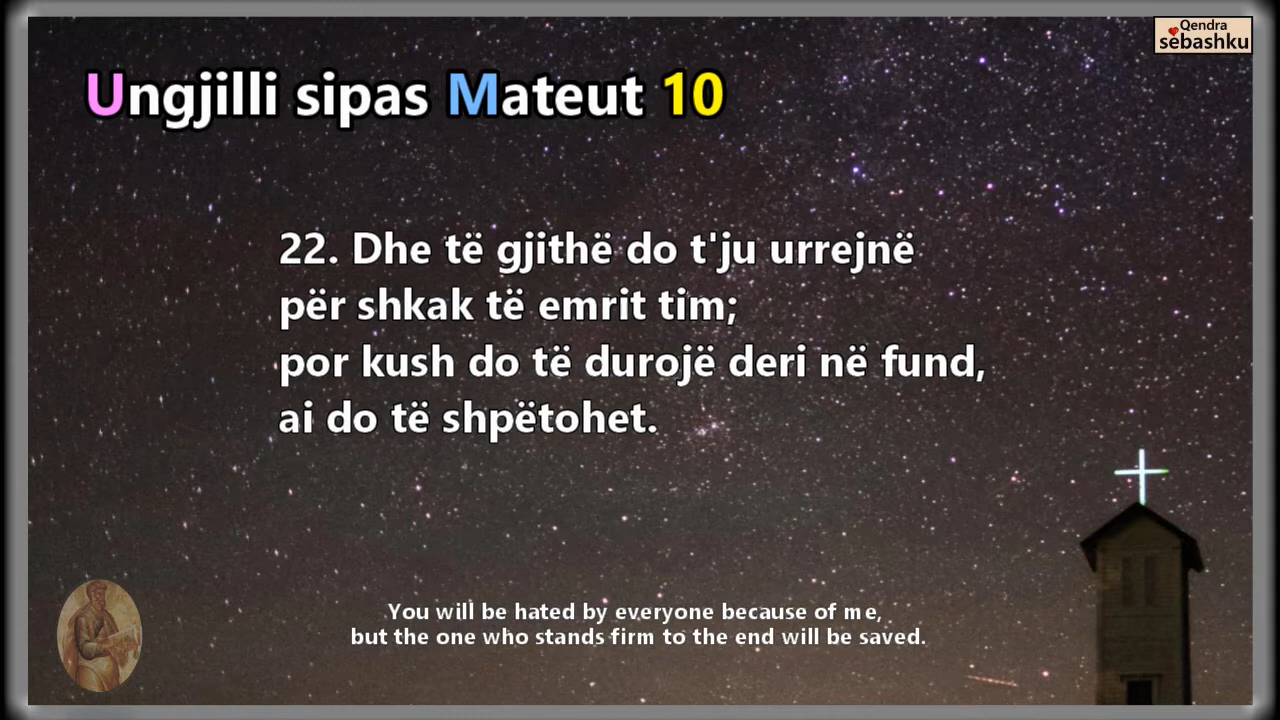 Qendra
sëbashku
Ungjilli sipas Mateut 10
22. Dhe të gjithë do t'ju urrejnë
për shkak të emrit tim;
por kush do të durojë deri në fund,
ai do të shpëtohet.
You will be hated by everyone because of me,
but the one who stands firm to the end will be saved.